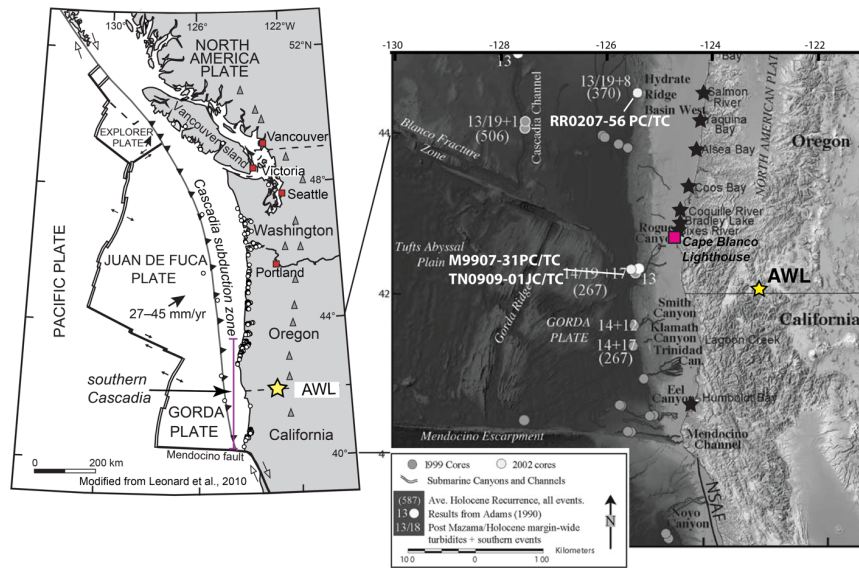 130°
126°
122°W
52°N
NORTH
AMERICA
PLATE
EXPLORER
PLATE
Vancouver Island
Vancouver
Victoria
48°
Seattle
Cascadia subduction zone
Washington
JUAN DE FUCA
PLATE
Portland
PACIFIC PLATE
27–45 mm/yr
44°
Oregon
southern
Cascadia
AWL
GORDA
PLATE
California
Mendocino fault
40°
0 200 km
Modified from Leonard et al., 2010
-130
-128
-126
-124
-122
13
Bay
13/19+8
(370)
Hydrate
Ridge
Basin West
Salmon
River
RR0207-56 PC/TC
Cascadia Channel
13/19+1
(506)
44
Yaquina
Bay
NORTH AMERICAN PLAT
Oregon
Blanco Fracture
Zone
Alsea Bay
Coos Bay
Coquille River
Bradley Lake
Sixes River
Rogue
Canyon
Cape Blanco
Lighthouse
Tufts Abyssal
Plain
M9907-31PC/TC
TN0909-01JC/TC
14/19
17
13
(267)
AWL
42
Gorda Ridge
Smith
Canyon
California
GORDA
PLATE
14+12
Klamath
Canyon
14+17
(267)
Trinidad
Can.
Lagoon Creek
Eel
Canyon
Humboldt Bay
Mendocino Escarpment
Mendocino
Channel
4
NSAF
Noyo
Canyon
1999 Cores
2002 cores
Submarine Canyons and Channels
(587) Ave. Holocene Recurrence, all events.
13 Results from Adams (1990)
13/18 Post Mazama/Holocene margin-wide
turbidites + southern events
N
100 0 100 Kilometers